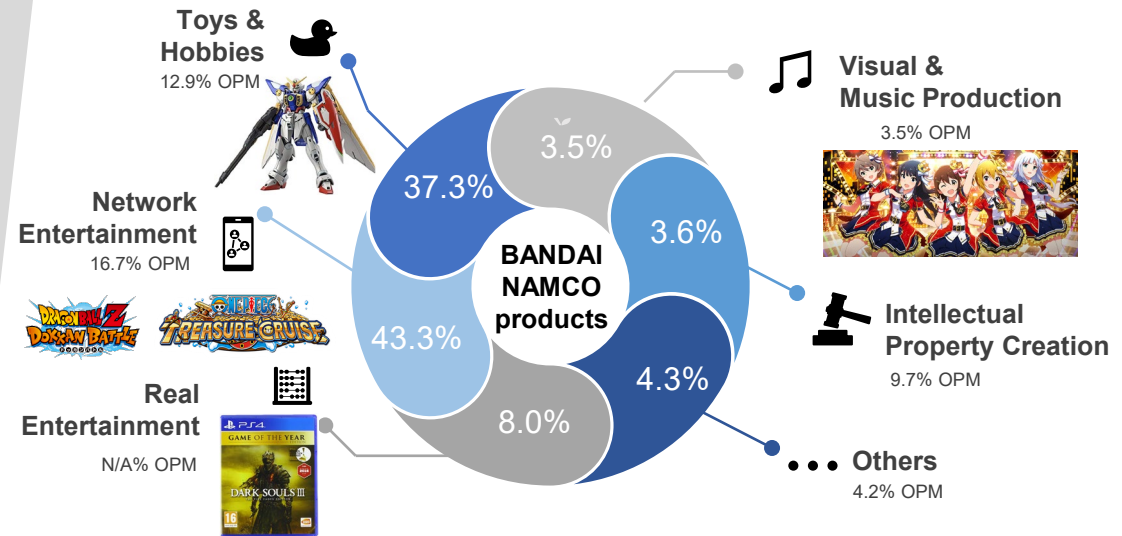 Toys &
Hobbies
12.9% OPM
Network
Entertainment
16.7% OPM
DRAGON BALL Z
DOKKAN BATTLE
ONE PIECE
TREASURE CRUISE
Real
Entertainment
N/A% OPM
PS4
GAME OF THE YEAR
DARK SOULS III
16
37.3%
3.5%
43.3%
3.6%
8.0%
4.3%
BANDAI
NAMCO
products
Visual &
Music Production
3.5% OPM
Intellectual
Property Creation
9.7% OPM
Others
4.2% OPM